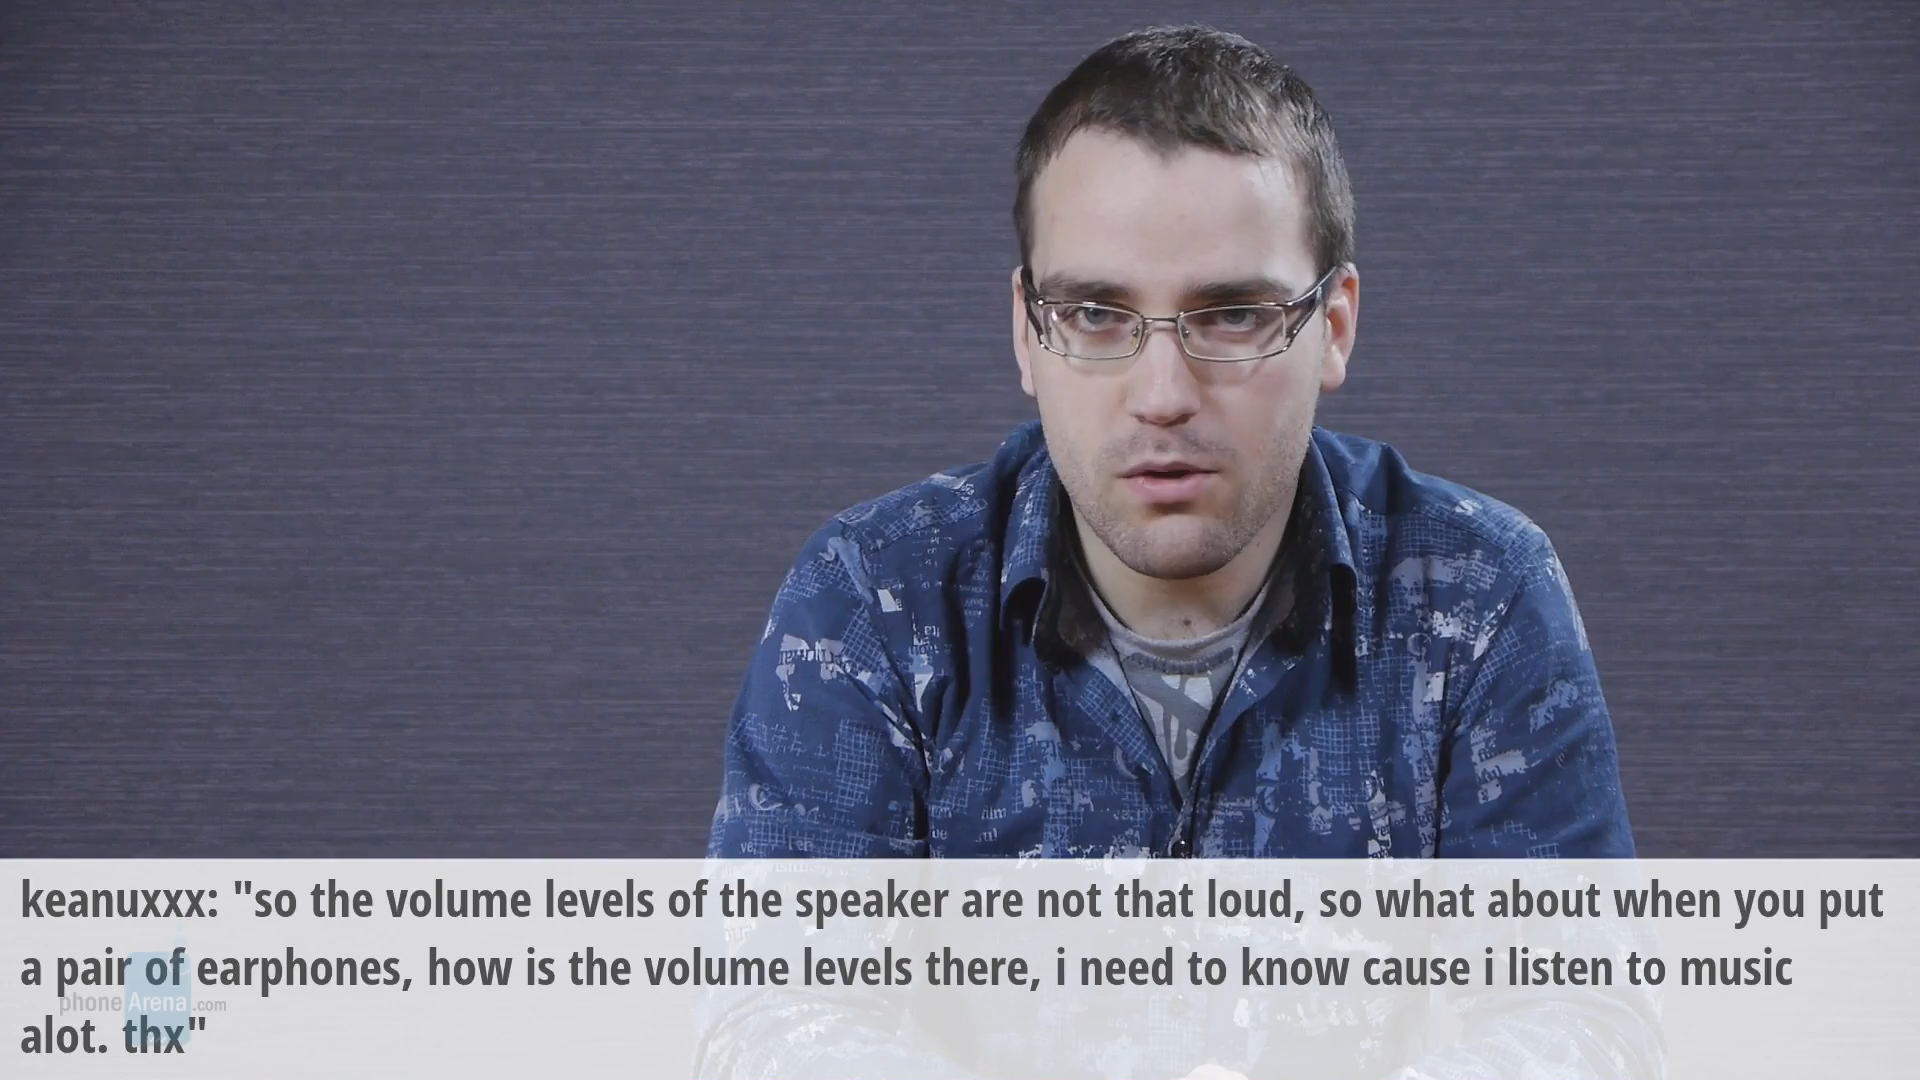 keanuxxx: "so the volume levels of the speaker are not that loud, so what about when you put
a pair of earphones, how is the volume levels there, i need to know cause i listen to music
alot. thx"
phoneArena.com